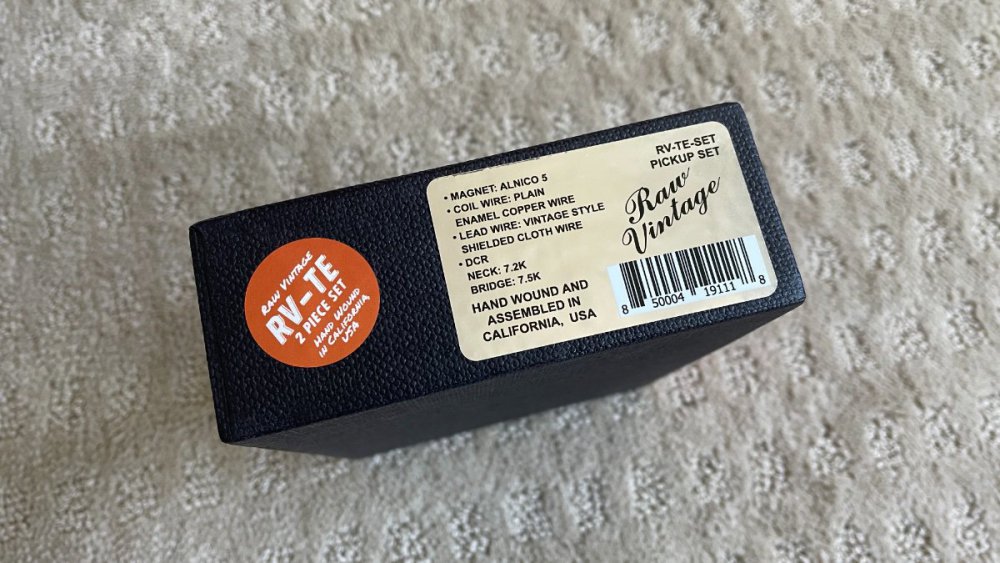 RAW VINTAGE
RV-TE
2 PIECE SET
HAND WOUND
IN CALIFORNIA
USA
• MAGNET: ALNICO 5
• COIL WIRE: PLAIN
ENAMEL COPPER WIRE
• LEAD WIRE: VINTAGE STYLE
SHIELDED CLOTH WIRE
• DCR
NECK: 7.2K
BRIDGE: 7.5K
HAND WOUND AND
ASSEMBLED IN
CALIFORNIA, USA
RV-TE-SET
PICKUP SET
Raw
Vintage
8 50004 19111 8